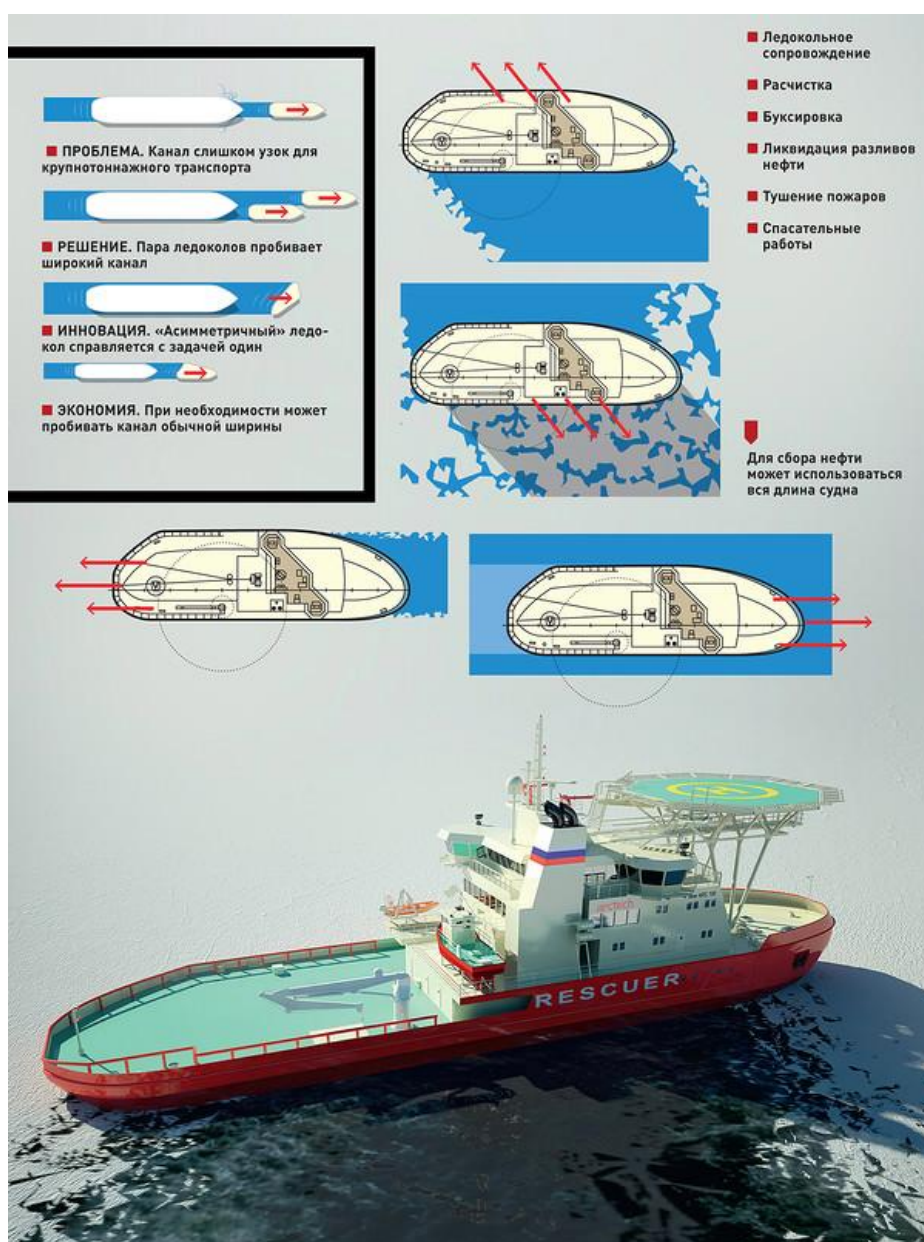 ■ ПРОБЛЕМА. Канал слишком узок для
крупнотоннажного транспорта
■ РЕШЕНИЕ. Пара ледоколов пробивает
широкий канал
■ ИННОВАЦИЯ. «Асимметричный» ледо-
кол справляется с задачей один
■ ЭКОНОМИЯ. При необходимости может
пробивать канал обычной ширины
■ Ледокольное
сопровождение
■ Расчистка
■ Буксировка
■ Ликвидация разливов
нефти
■ Тушение пожаров
■ Спасательные
работы
Для сбора нефти
может использоваться
вся длина судна
ARCTECH
RESCUER